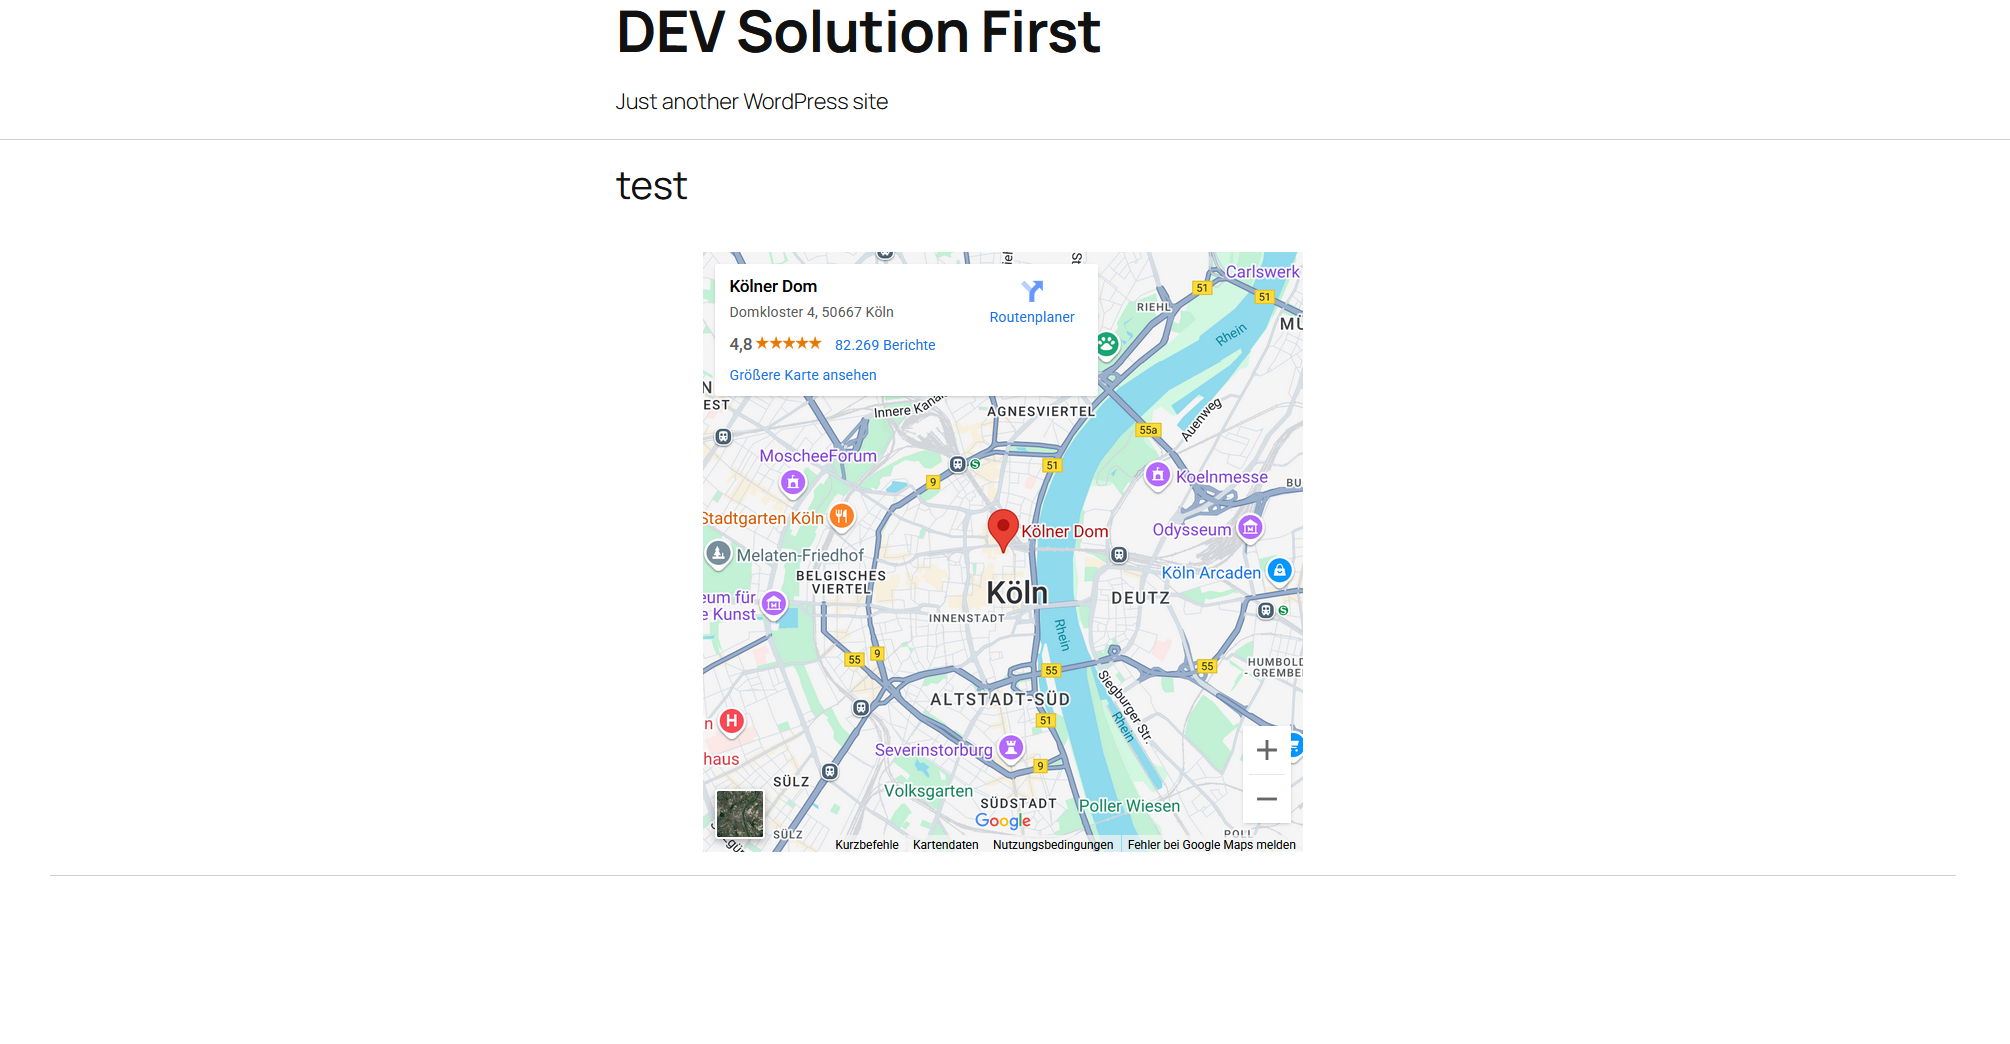 DEV Solution First
Just another WordPress site
test
Kölner Dom
Domkloster 4, 50667 Köln
Routenplaner
4,8
82.269 Berichte
Größere Karte ansehen
Carlswerk
51
51
RIEHL
MÜ
Rhein
N
EST
Innere Kana
AGNESVIERTEL
Auenweg
55a
MoscheeForum
S
51
9
Koelnmesse
BU
Stadtgarten Köln
Kölner Dom
Odysseum
Melaten-Friedhof
BELGISCHES
VIERTEL
Köln Arcaden
Köln
DEUTZ
eum für
e Kunst
S
INNENSTADT
Rhein
55
9
55
55
HUMBOLD
- GREMBE
Siegburger Str.
ALTSTADT-SÜD
51
Rhein
n
H
haus
Severinstorburg
9
SÜLZ
Volksgarten
SÜDSTADT
Poller Wiesen
Google
SÜLZ
POLL
Kurzbefehle
Kartendaten
Nutzungsbedingungen
Fehler bei Google Maps melden